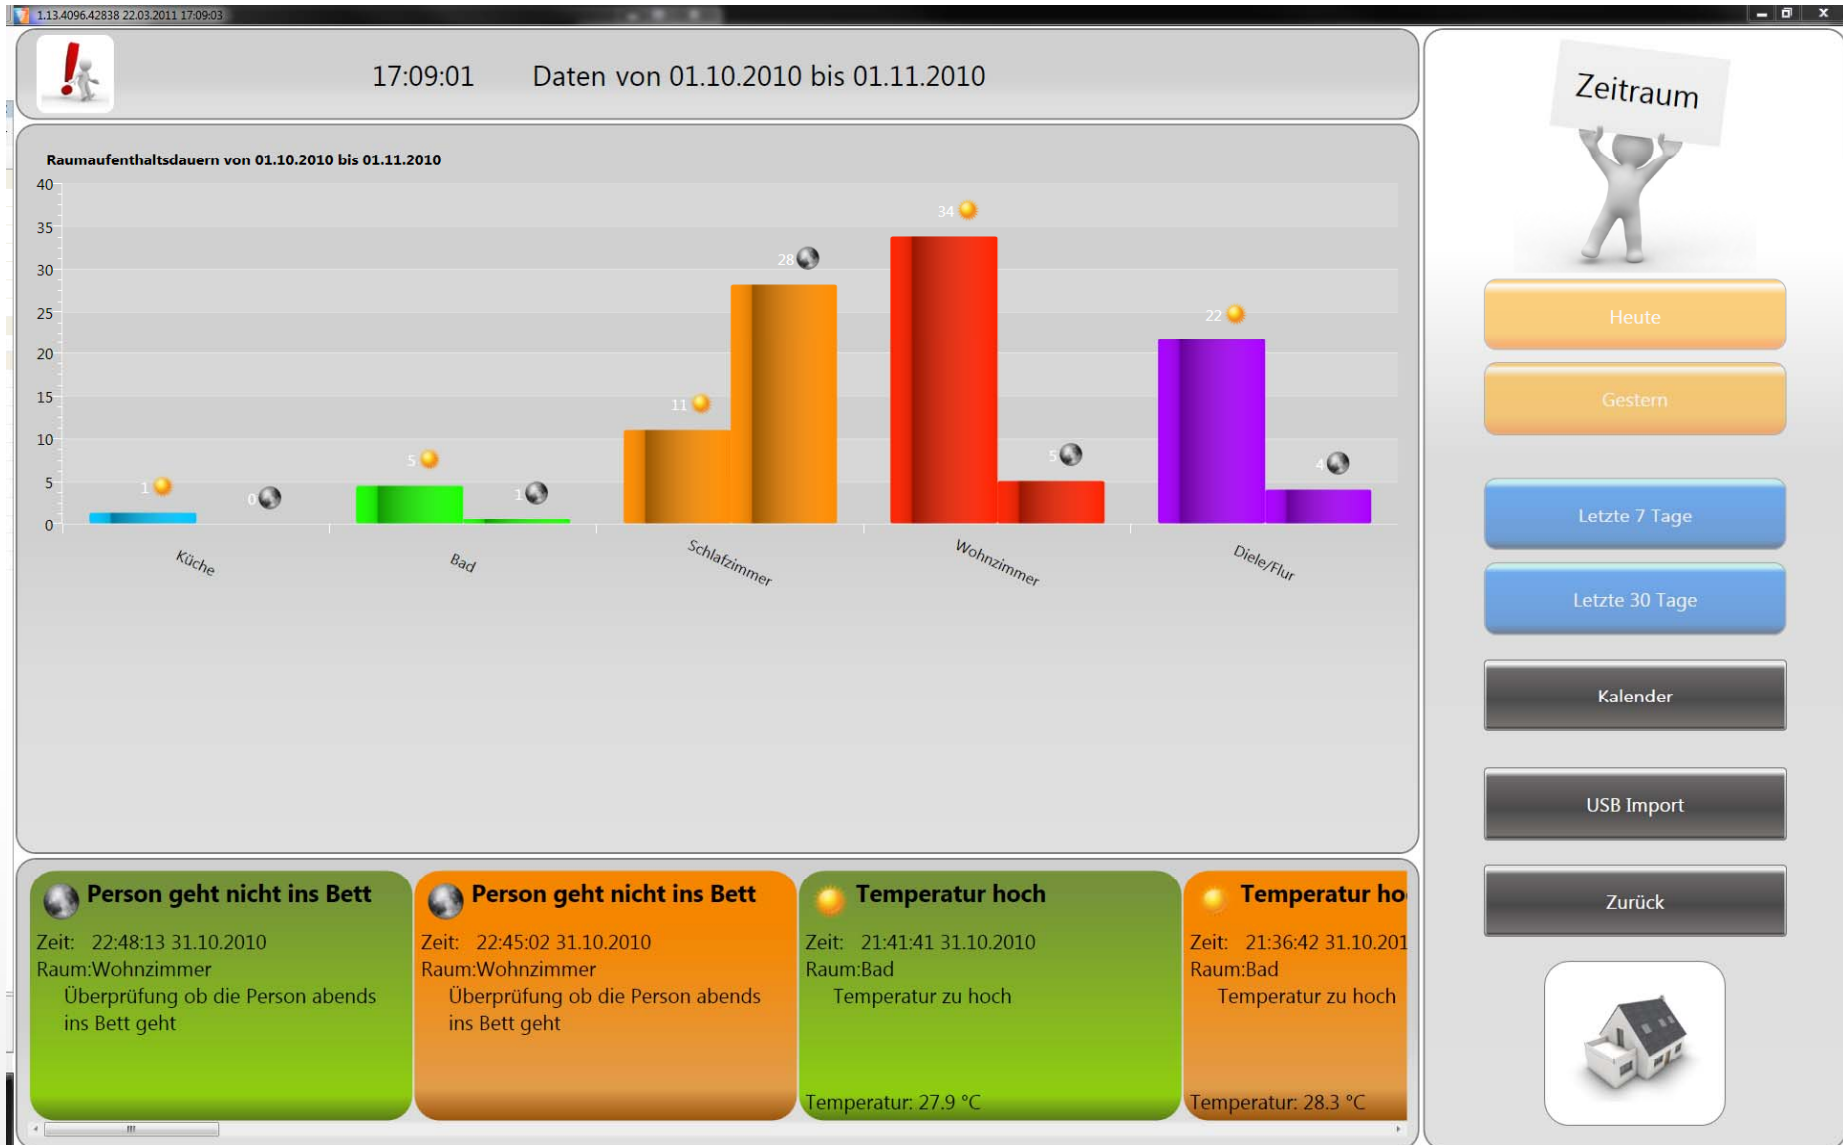 1.13.4096.42838 22.03.2011 17:09:03
17:09:01 Daten von 01.10.2010 bis 01.11.2010
Raumaufenthaltsdauern von 01.10.2010 bis 01.11.2010
40
35
30
25
20
15
10
5
0
1
0
5
1
11
28
34
5
22
4
Küche
Bad
Schlafzimmer
Wohnzimmer
Diele/Flur
Person geht nicht ins Bett
Zeit: 22:48:13 31.10.2010
Raum:Wohnzimmer
Überprüfung ob die Person abends
ins Bett geht
Person geht nicht ins Bett
Zeit: 22:45:02 31.10.2010
Raum:Wohnzimmer
Überprüfung ob die Person abends
ins Bett geht
Temperatur hoch
Zeit: 21:41:41 31.10.2010
Raum:Bad
Temperatur zu hoch
Temperatur: 27.9 °C
Temperatur ho
Zeit: 21:36:42 31.10.201
Raum:Bad
Temperatur zu hoch
Temperatur: 28.3 °C
Zeitraum
Heute
Gestern
Letzte 7 Tage
Letzte 30 Tage
Kalender
USB Import
Zurück